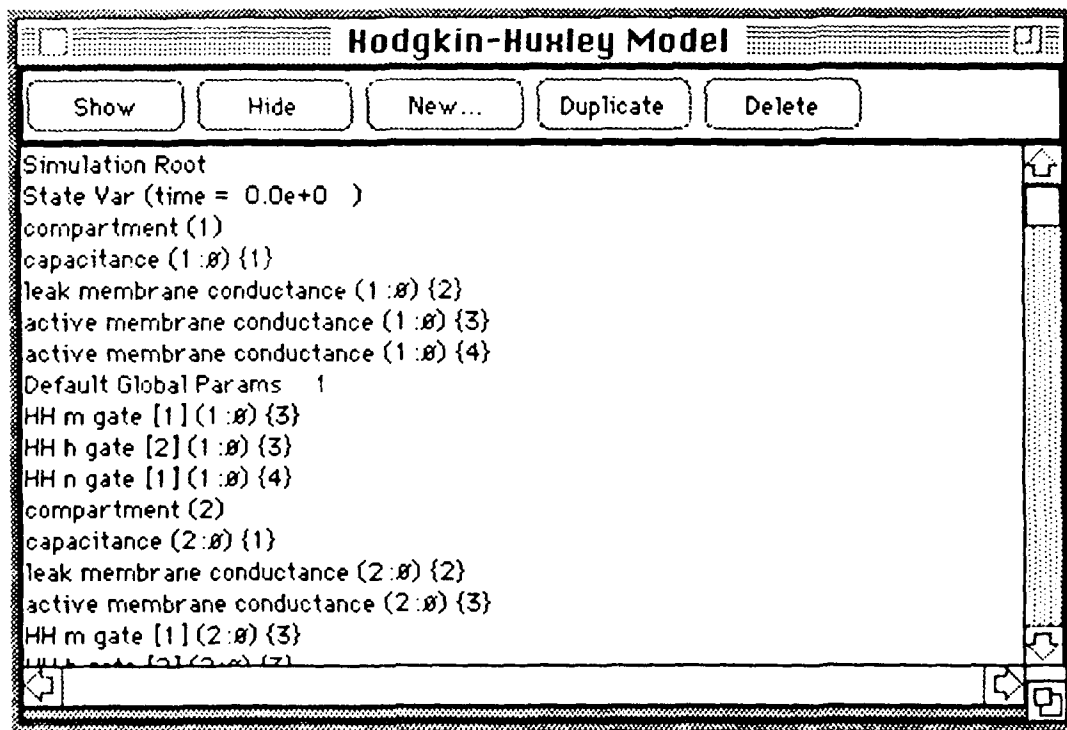 Hodgkin-Huxley Model
Show Hide New... Duplicate Delete
Simulation Root
State Var (time = 0.0e+0 )
compartment (1)
capacitance (1:ø) {1}
leak membrane conductance (1:ø) {2}
active membrane conductance (1:ø) {3}
active membrane conductance (1:ø) {4}
Default Global Params 1
HH m gate [1] (1:ø) {3}
HH h gate [2] (1:ø) {3}
HH n gate [1] (1:ø) {4}
compartment (2)
capacitance (2:ø) {1}
leak membrane conductance (2:ø) {2}
active membrane conductance (2:ø) {3}
HH m gate [1] (2:ø) {3}